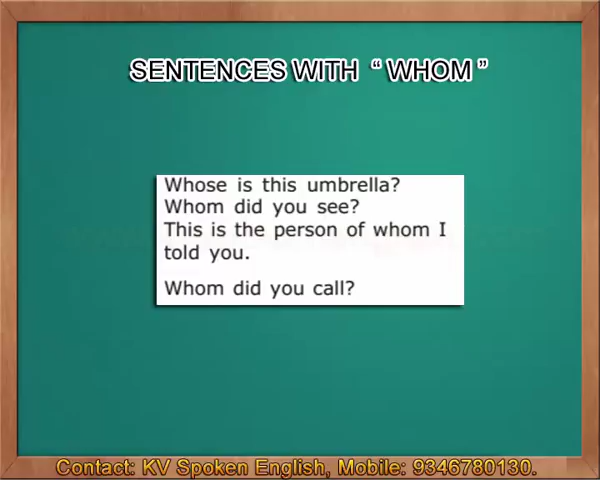 SENTENCES WITH “ WHOM ”
Whose is this umbrella?
Whom did you see?
This is the person of whom I
told you.
Whom did you call?
Contact: KV Spoken English, Mobile: 9346780130.